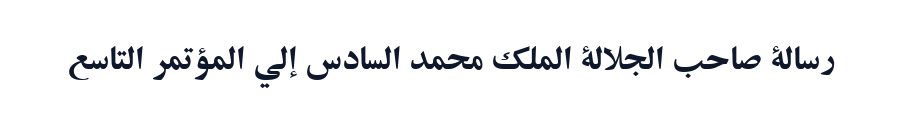 رسالة صاحب الجلالة الملك محمد السادس إلي المؤتمر التاسع